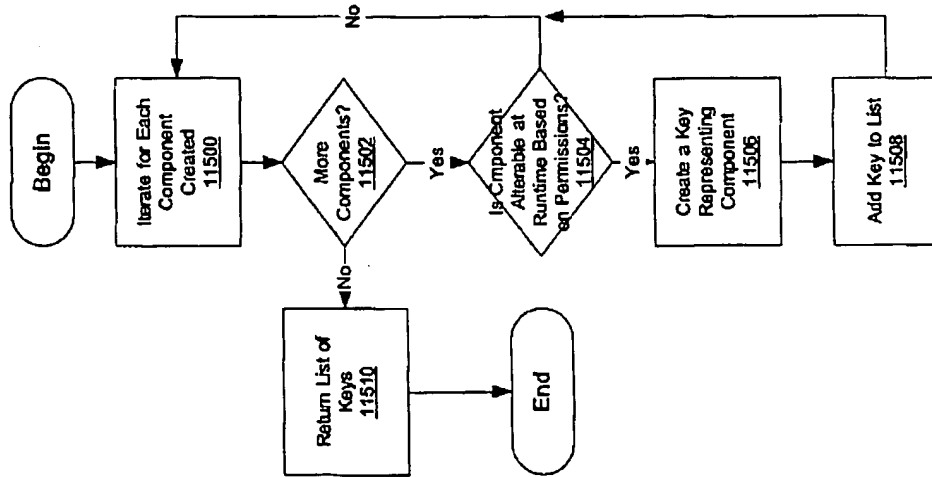 Begin
Iterate for Each
Component
Created
11500
More
Components?
11502
No
Yes
Is Cmponent
Alterable at
Runtime Based
on Permissions?
11504
No
Yes
Create a Key
Representing
Component
11506
Add Key to List
11508
Return List of
Keys
11510
End